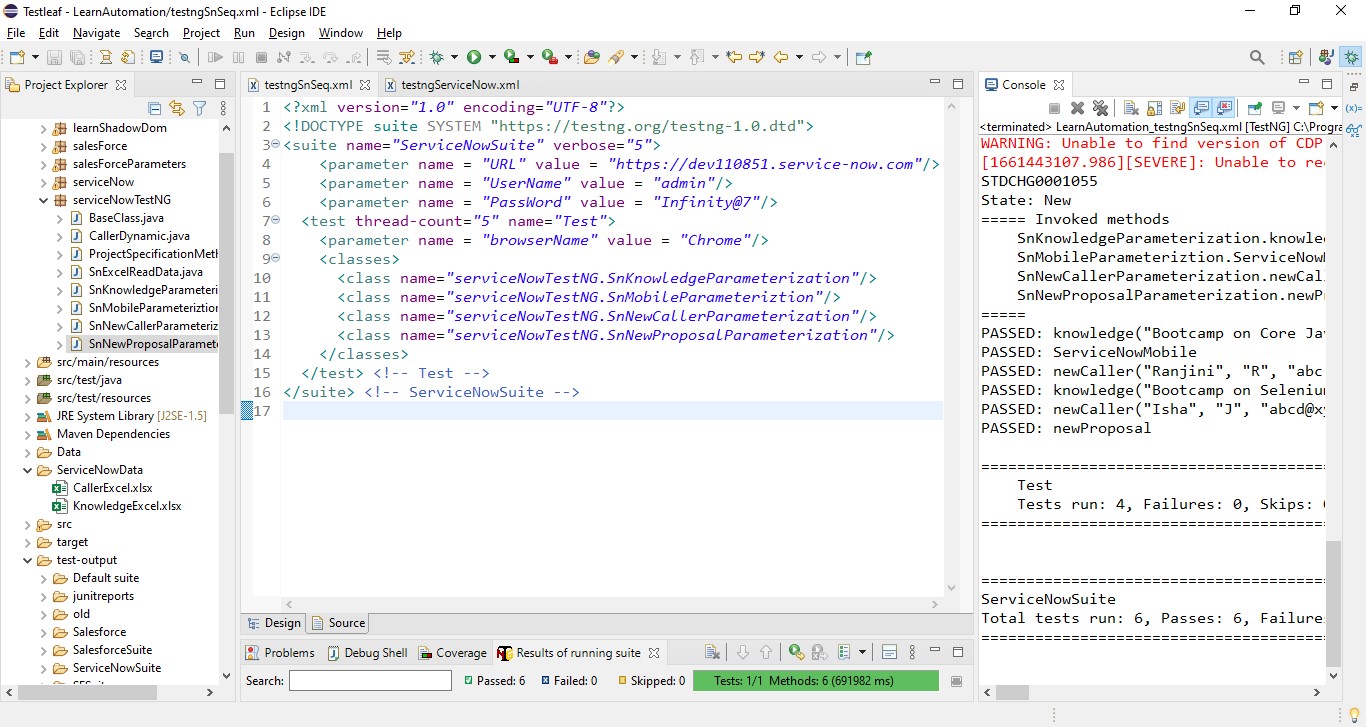 Testleaf - LearnAutomation/testngSnSeq.xml - Eclipse IDE
File Edit Navigate Search Project Run Design Window Help
Project Explorer
learnShadowDom
salesForce
salesForceParameters
serviceNow
serviceNowTestNG
BaseClass.java
CallerDynamic.java
ProjectSpecificationMeth
SnExcelReadData.java
SnKnowledgeParameteri
SnMobileParameteriztior
SnNewCallerParameteriz
SnNewProposalParamete
src/main/resources
src/test/java
src/test/resources
JRE System Library [J2SE-1.5]
Maven Dependencies
Data
ServiceNowData
CallerExcel.xlsx
KnowledgeExcel.xlsx
src
target
test-output
Default suite
junitreports
old
Salesforce
SalesforceSuite
ServiceNowSuite
testngSnSeq.xml testngServiceNow.xml
1 <?xml version="1.0" encoding="UTF-8"?>
2 <!DOCTYPE suite SYSTEM "https://testng.org/testng-1.0.dtd">
3 <suite name="ServiceNowSuite" verbose="5">
4 <parameter name = "URL" value = "https://dev110851.service-now.com"/>
5 <parameter name = "UserName" value = "admin"/>
6 <parameter name = "PassWord" value = "Infinity@7"/>
7 <test thread-count="5" name="Test">
8 <parameter name = "browserName" value = "Chrome"/>
9 <classes>
10 <class name="serviceNowTestNG.SnKnowledgeParameterization"/>
11 <class name="serviceNowTestNG.SnMobileParameteriztion"/>
12 <class name="serviceNowTestNG.SnNewCallerParameterization"/>
13 <class name="serviceNowTestNG.SnNewProposalParameterization"/>
14 </classes>
15 </test> <!-- Test -->
16 </suite> <!-- ServiceNowSuite -->
17
Design Source
Problems Debug Shell Coverage Results of running suite
Search: Passed: 6 Failed: 0 Skipped: 0 Tests: 1/1 Methods: 6 (691982 ms)
Console
<terminated> LearnAutomation_testngSnSeq.xml [TestNG] C:\Progra
WARNING: Unable to find version of CDP
[1661443107.986][SEVERE]: Unable to re
STDCHG0001055
State: New
===== Invoked methods
SnKnowledgeParameterization.knowle
SnMobileParameteriztion.ServiceNow
SnNewCallerParameterization.newCal
SnNewProposalParameterization.newP
=====
PASSED: knowledge("Bootcamp on Core Ja
PASSED: ServiceNowMobile
PASSED: newCaller("Ranjini", "R", "abc
PASSED: knowledge("Bootcamp on Seleniu
PASSED: newCaller("Isha", "J", "abcd@x
PASSED: newProposal
======================================
Test
Tests run: 4, Failures: 0, Skips:
======================================
======================================
ServiceNowSuite
Total tests run: 6, Passes: 6, Failure
======================================